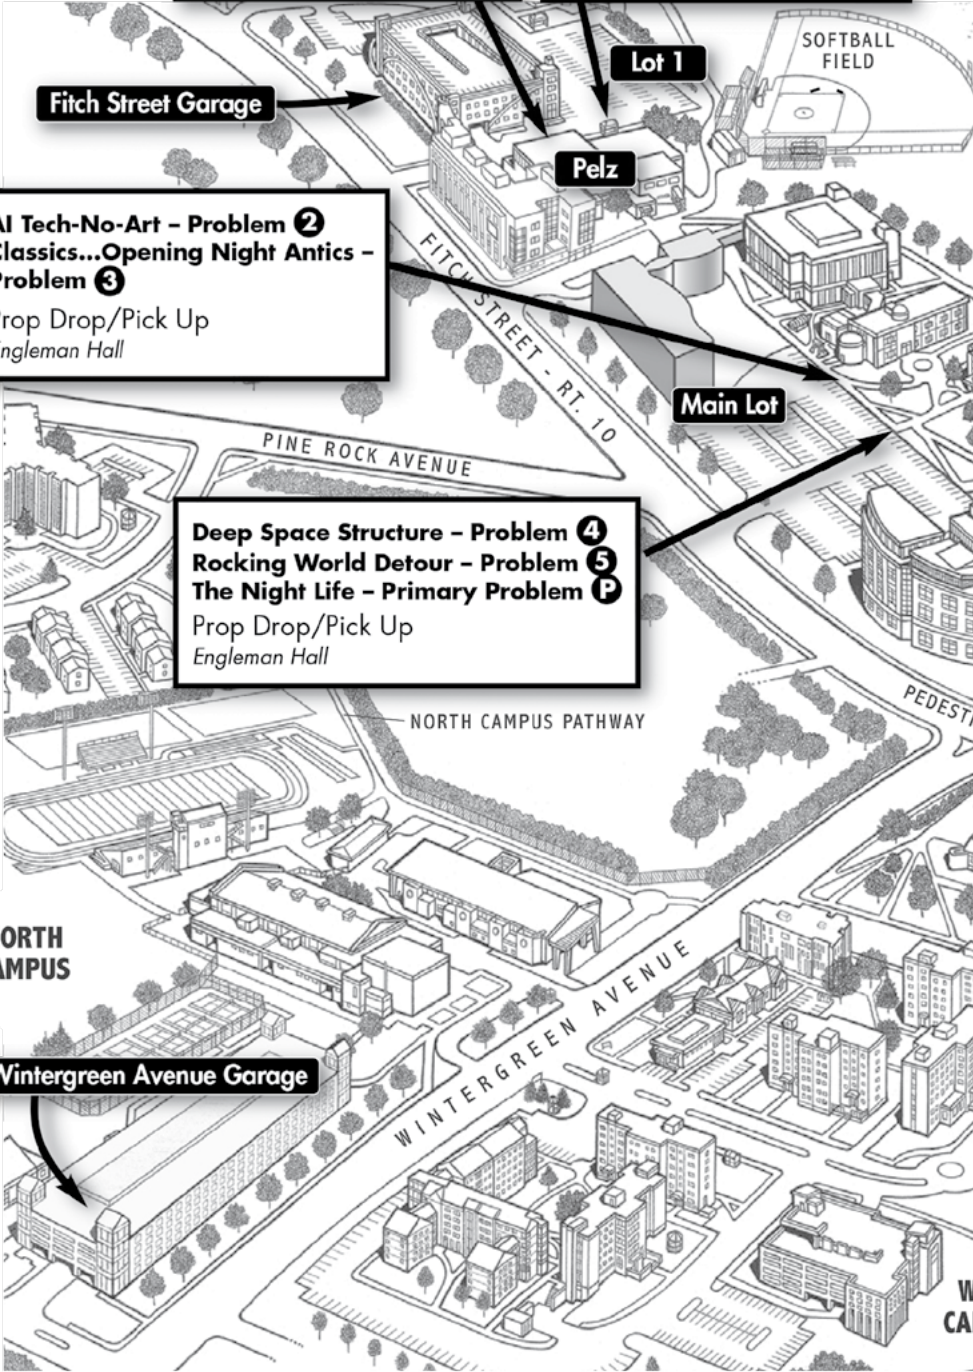 SOFTBALL
FIELD
Lot 1
Fitch Street Garage
Pelz
AI Tech-No-Art – Problem 2
Classics...Opening Night Antics –
Problem 3
Prop Drop/Pick Up
Engleman Hall
FITCH STREET - RT. 10
Main Lot
PINE ROCK AVENUE
Deep Space Structure – Problem 4
Rocking World Detour – Problem 5
The Night Life – Primary Problem P
Prop Drop/Pick Up
Engleman Hall
PEDEST
NORTH CAMPUS PATHWAY
ORTH
AMPUS
WINTERGREEN AVENUE
Wintergreen Avenue Garage
W
CA